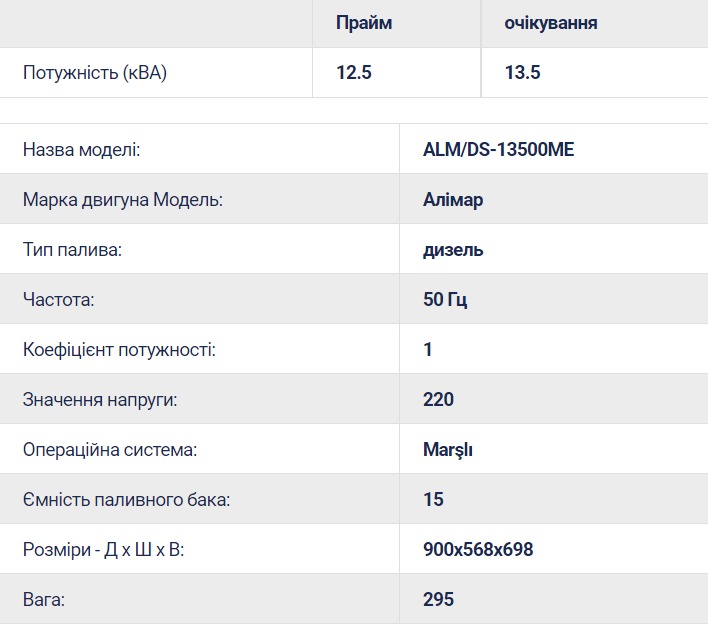 Прайм очікування
Потужність (кВА) 12.5 13.5
Назва моделі: ALM/DS-13500ME
Марка двигуна Модель: Алімар
Тип палива: дизель
Частота: 50 Гц
Коефіцієнт потужності: 1
Значення напруги: 220
Операційна система: Marşlı
Ємність паливного бака: 15
Розміри - Д x Ш x В: 900x568x698
Вага: 295